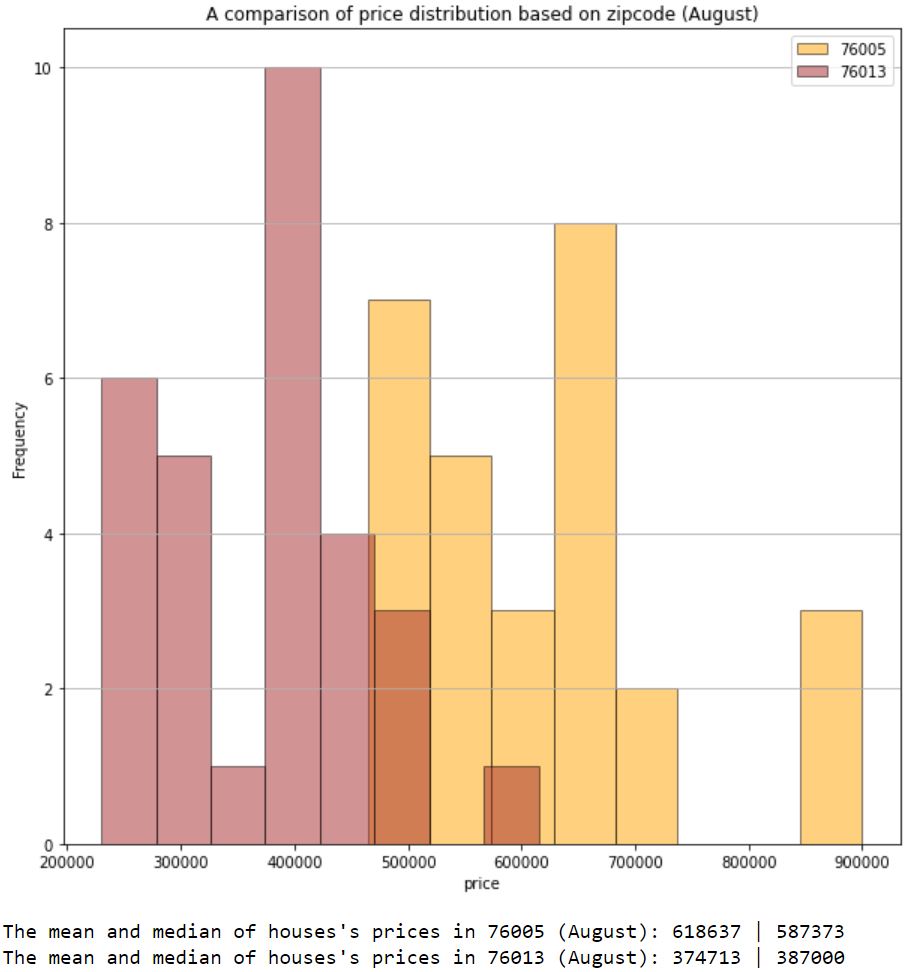 A comparison of price distribution based on zipcode (August)
76005
76013
10
8
6
4
2
0
Frequency
200000 300000 400000 500000 600000 700000 800000 900000
price
The mean and median of houses's prices in 76005 (August): 618637 | 587373
The mean and median of houses's prices in 76013 (August): 374713 | 387000